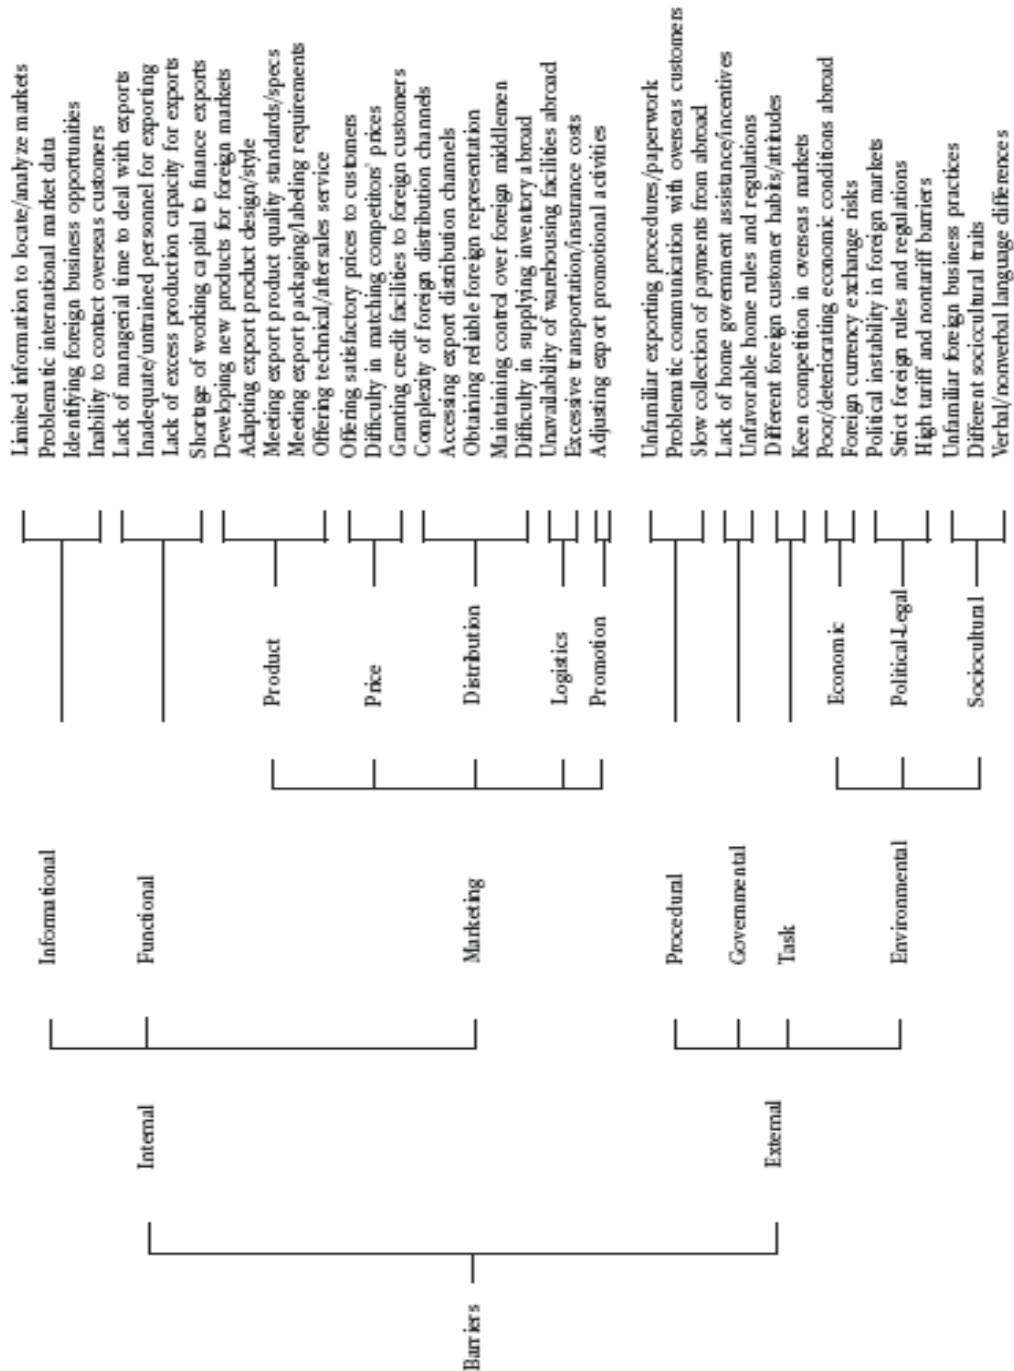 Barriers
Internal
External
Informational
Functional
Marketing
Procedural
Governmental
Task
Environmental
Product
Price
Distribution
Logistics
Promotion
Economic
Political-Legal
Sociocultural
Limited information to locate/analyze markets
Problematic international market data
Identifying foreign business opportunities
Inability to contact overseas customers
Lack of managerial time to deal with exports
Inadequate/untrained personnel for exporting
Lack of excess production capacity for exports
Shortage of working capital to finance exports
Developing new products for foreign markets
Adapting export product design/style
Meeting export product quality standards/specs
Meeting export packaging/labeling requirements
Offering technical/aftersales service
Offering satisfactory prices to customers
Difficulty in matching competitors' prices
Granting credit facilities to foreign customers
Complexity of foreign distribution channels
Accessing export distribution channels
Obtaining reliable foreign representation
Maintaining control over foreign middlemen
Difficulty in supplying inventory abroad
Unavailability of warehousing facilities abroad
Excessive transportation/insurance costs
Adjusting export promotional activities
Unfamiliar exporting procedures/paperwork
Problematic communication with overseas customers
Slow collection of payments from abroad
Lack of home government assistance/incentives
Unfavorable home rules and regulations
Different foreign customer habits/attitudes
Keen competition in overseas markets
Poor/deteriorating economic conditions abroad
Foreign currency exchange risks
Political instability in foreign markets
Strict foreign rules and regulations
High tariff and nontariff barriers
Unfamiliar foreign business practices
Different sociocultural traits
Verbal/nonverbal language differences